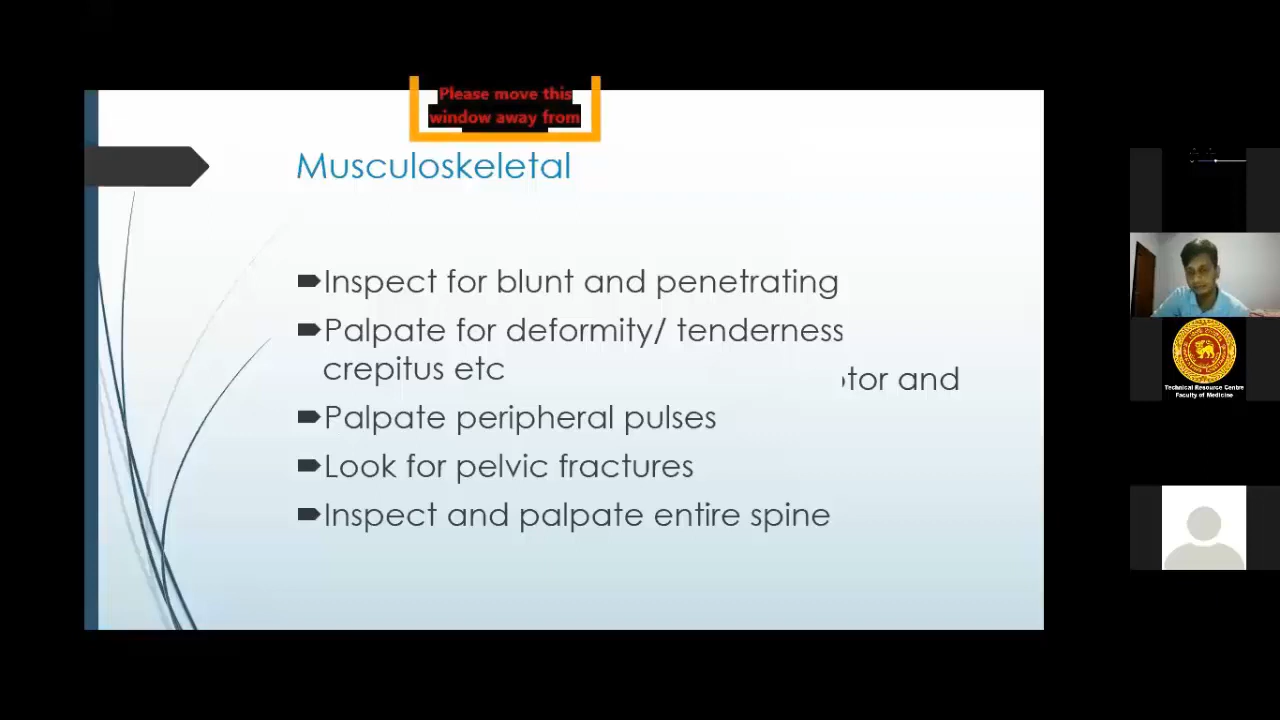 Please move this
window away from
Musculoskeletal
Inspect for blunt and penetrating
Palpate for deformity/ tenderness
crepitus etc
and
Palpate peripheral pulses
Look for pelvic fractures
Inspect and palpate entire spine
Technical Resource Centre
Faculty of Medicine